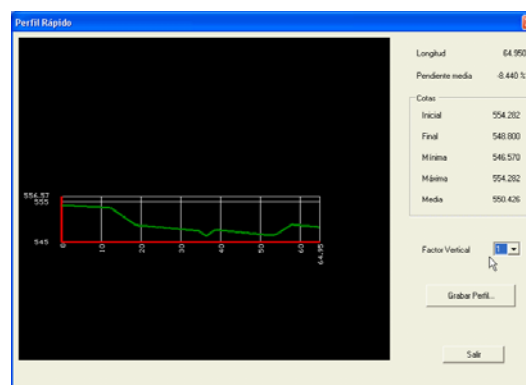 Perfil Rápido
Longitud 64.950
Pendiente media -8.440 %
Cotas
Inicial 554.282
Final 548.800
Mínima 546.570
Máxima 554.282
Media 550.426
Factor Vertical 1
Grabar Perfil...
Salir
556.57
555
545
0 10 20 30 40 50 60 64.95